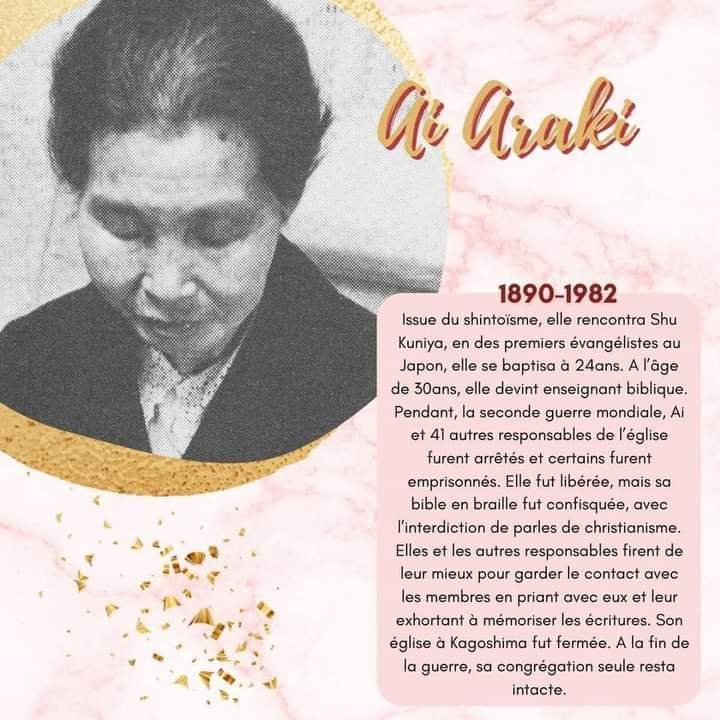 Ai Araki
1890-1982
Issue du shintoïsme, elle rencontra Shu
Kuniya, en des premiers évangélistes au
Japon, elle se baptisa à 24ans. A l’âge
de 30ans, elle devint enseignant biblique.
Pendant, la seconde guerre mondiale, Ai
et 41 autres responsables de l’église
furent arrêtés et certains furent
emprisonnés. Elle fut libérée, mais sa
bible en braille fut confisquée, avec
l’interdiction de parles de christianisme.
Elles et les autres responsables firent de
leur mieux pour garder le contact avec
les membres en priant avec eux et leur
exhortant à mémoriser les écritures. Son
église à Kagoshima fut fermée. A la fin de
la guerre, sa congrégation seule resta
intacte.